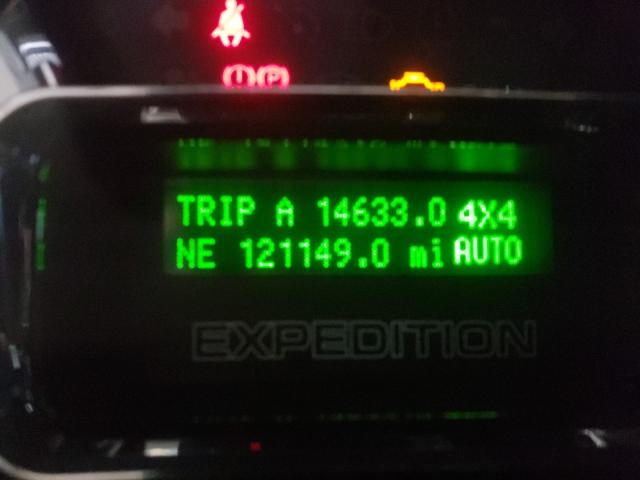 TRIP A 14633.0 4X4
NE 121149.0 mi AUTO
EXPEDITION